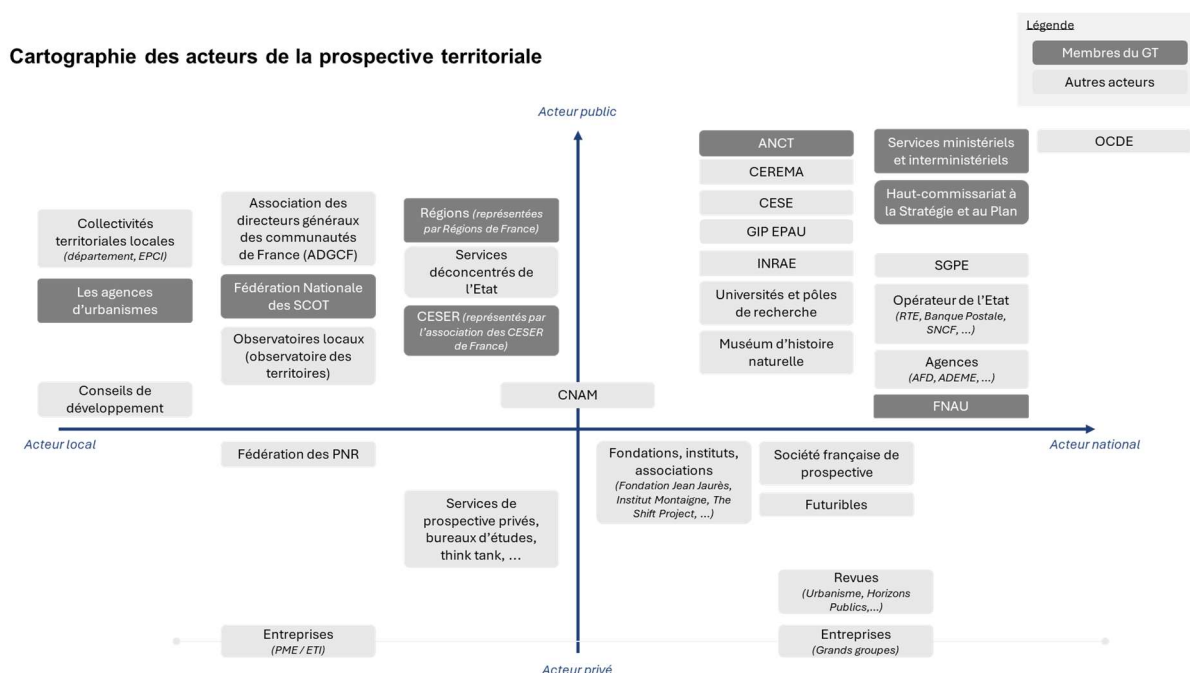 Légende
Membres du GT
Autres acteurs
Cartographie des acteurs de la prospective territoriale
Acteur public
Collectivités
territoriales locales
(département, EPCI)
Les agences
d'urbanismes
Conseils de
développement
Association des
directeurs généraux
des communautés
de France (ADGCF)
Fédération Nationale
des SCOT
Observatoires locaux
(observatoire des
territoires)
Régions (représentées
par Régions de France)
Services
déconcentrés de
l'Etat
CESER (représentés par
l'association des CESER
de France)
CNAM
ANCT
CEREMA
CESE
GIP EPAU
INRAE
Universités et pôles
de recherche
Muséum d'histoire
naturelle
Services ministériels
et interministériels
Haut-commissariat à
la Stratégie et au Plan
SGPE
Opérateur de l'Etat
(RTE, Banque Postale,
SNCF, ...)
Agences
(AFD, ADEME, ...)
FNAU
OCDE
Acteur local
Acteur national
Fédération des PNR
Services de
prospective privés,
bureaux d'études,
think tank, ...
Fondations, instituts,
associations
(Fondation Jean Jaurès,
Institut Montaigne, The
Shift Project, ...)
Société française de
prospective
Futuribles
Revues
(Urbanisme, Horizons
Publics,...)
Entreprises
(PME / ETI)
Entreprises
(Grands groupes)
Acteur privé